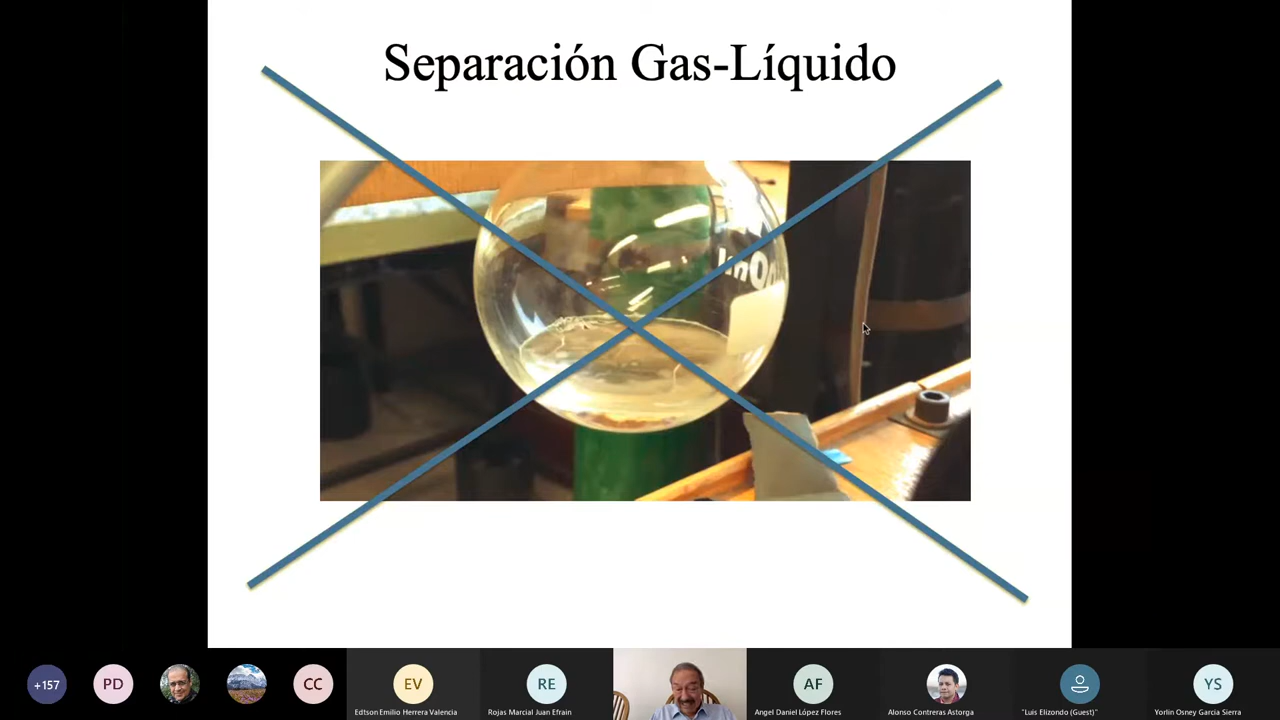 Separación Gas-Líquido
+157
PD
CC
EV
RE
AF
YS
Edtson Emilio Herrera Valencia
Rojas Marcial Juan Efrain
Angel Daniel López Flores
Alonso Contreras Astorga
"Luis Elizondo (Guest)"
Yorlin Osney Garcia Sierra